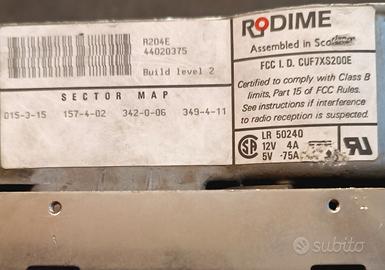 R204E
44020375
Build level 2
SECTOR MAP
015-3-15 157-4-02 342-0-06 349-4-11
RODIME
Assembled in Scotland
FCC I.D. CUF7XS200E
Certified to comply with Class B
limits, Part 15 of FCC Rules.
See instructions if interference
to radio reception is suspected.
LR 50240
12V 4A
5V ·75A
subito